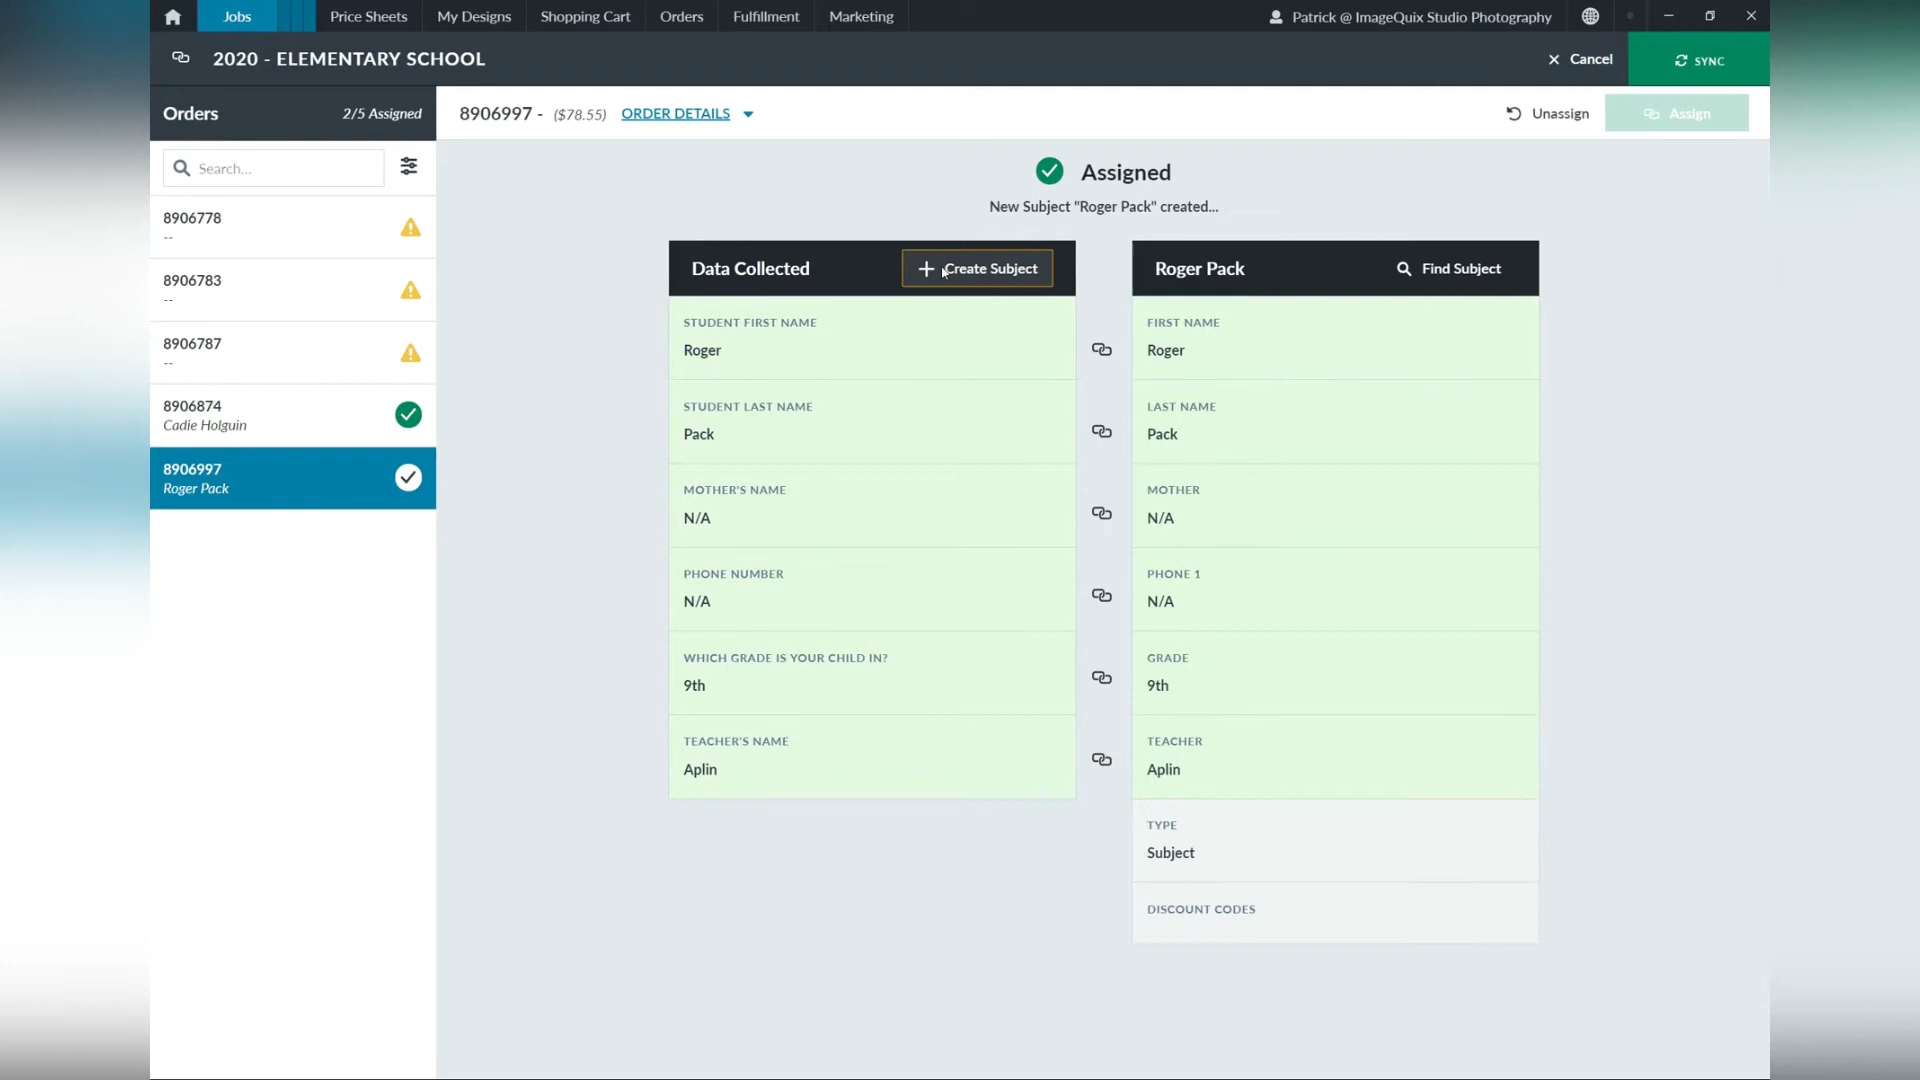 Jobs
Price Sheets
My Designs
Shopping Cart
Orders
Fulfillment
Marketing
Patrick @ ImageQuix Studio Photography
2020 - ELEMENTARY SCHOOL
Cancel
SYNC
Orders
2/5 Assigned
8906997 - ($78.55) ORDER DETAILS
Unassign
Assign
Search...
8906778
--
8906783
--
8906787
--
8906874
Cadie Holguin
8906997
Roger Pack
Assigned
New Subject "Roger Pack" created...
Data Collected
Create Subject
STUDENT FIRST NAME
Roger
STUDENT LAST NAME
Pack
MOTHER'S NAME
N/A
PHONE NUMBER
N/A
WHICH GRADE IS YOUR CHILD IN?
9th
TEACHER'S NAME
Aplin
Roger Pack
Find Subject
FIRST NAME
Roger
LAST NAME
Pack
MOTHER
N/A
PHONE 1
N/A
GRADE
9th
TEACHER
Aplin
TYPE
Subject
DISCOUNT CODES